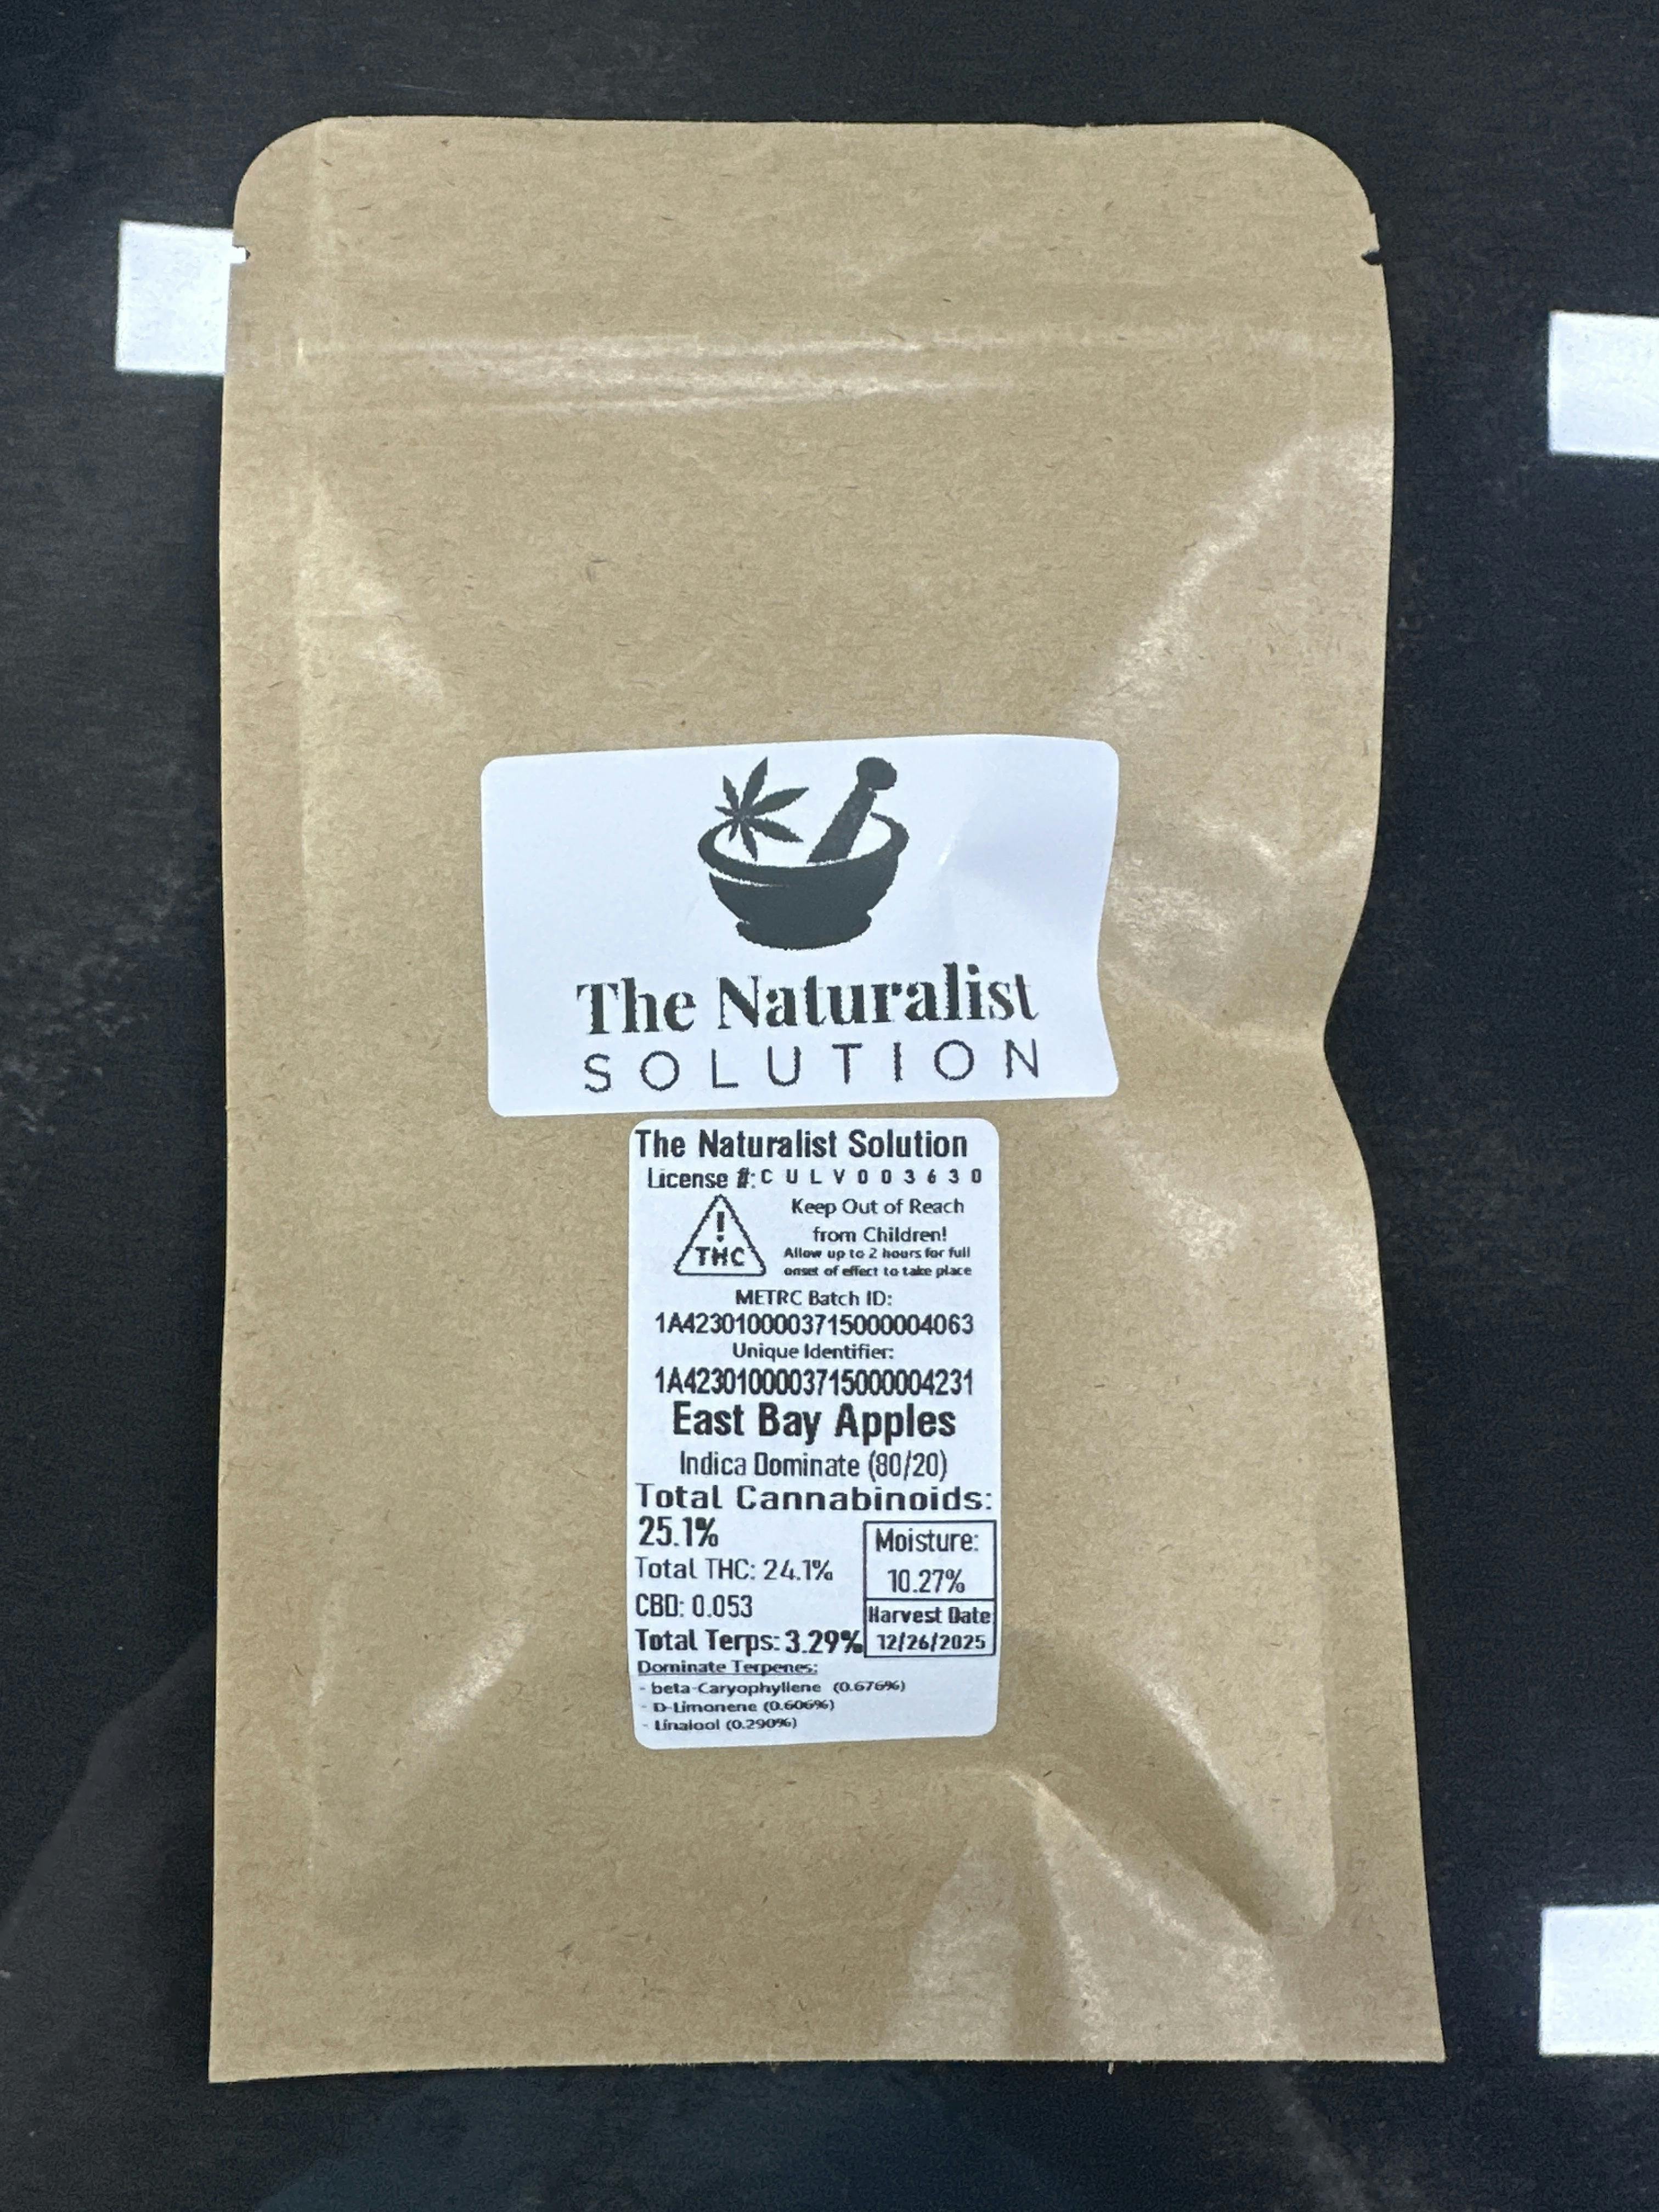 The Naturalist
SOLUTION
The Naturalist Solution
License #:CULV003630
!
THC
Keep Out of Reach
from Children!
Allow up to 2 hours for full
onset of effect to take place
METRC Batch ID:
1A4230100003715000004063
Unique Identifier:
1A4230100003715000004231
East Bay Apples
Indica Dominate (80/20)
Total Cannabinoids:
25.1%
Total THC: 24.1%
CBD: 0.053
Total Terps: 3.29%
Moisture:
10.27%
Harvest Date
12/26/2025
Dominate Terpenes:
- beta-Caryophyllene (0.676%)
- D-Limonene (0.606%)
- Linalool (0.290%)